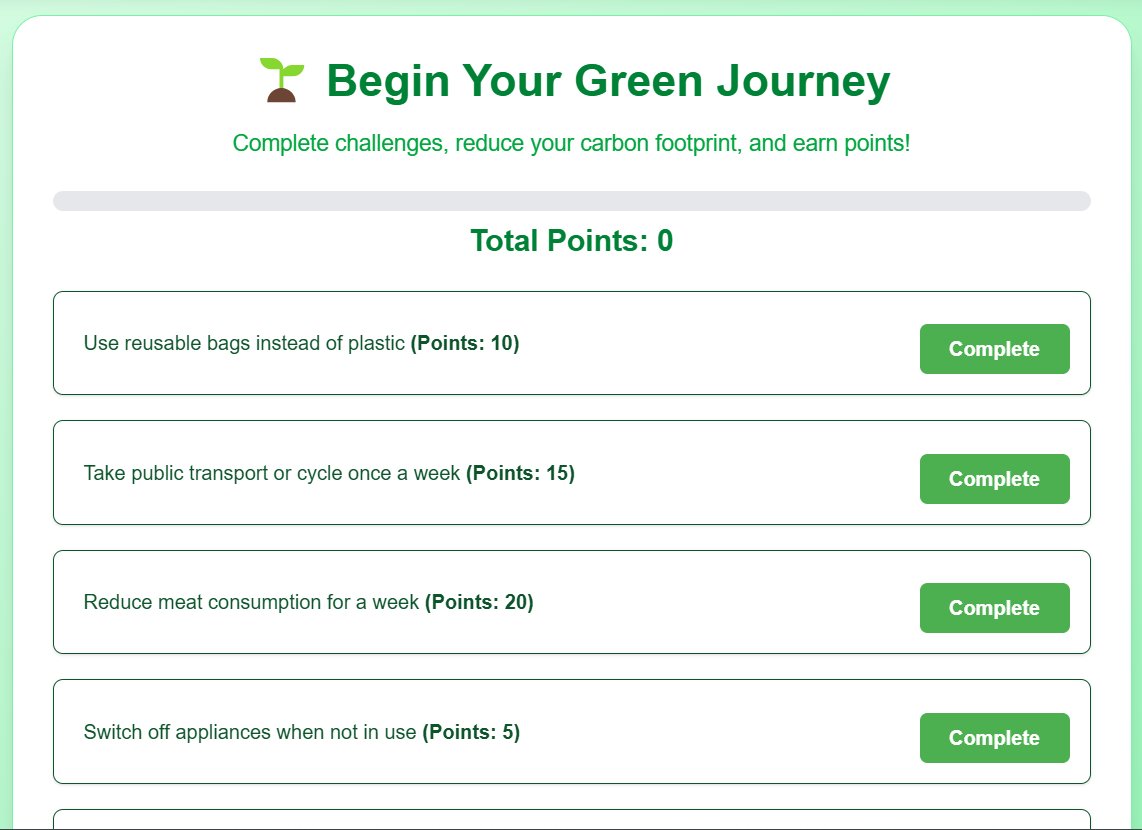 Begin Your Green Journey
Complete challenges, reduce your carbon footprint, and earn points!
Total Points: 0
Use reusable bags instead of plastic (Points: 10)
Complete
Take public transport or cycle once a week (Points: 15)
Complete
Reduce meat consumption for a week (Points: 20)
Complete
Switch off appliances when not in use (Points: 5)
Complete